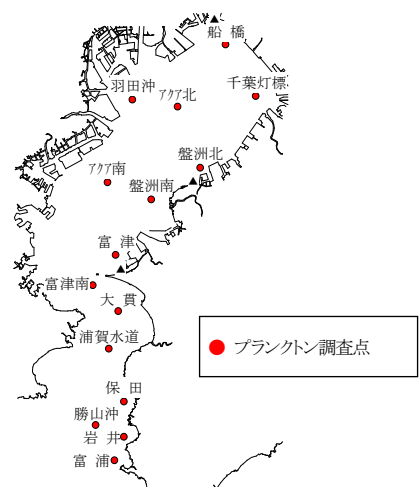 船 橋
千葉灯標
羽田沖
アクア北
盤洲北
アクア南
盤洲南
富 津
富津南
大 貫
浦賀水道
プランクトン調査点
保 田
勝山沖
岩 井
富 浦